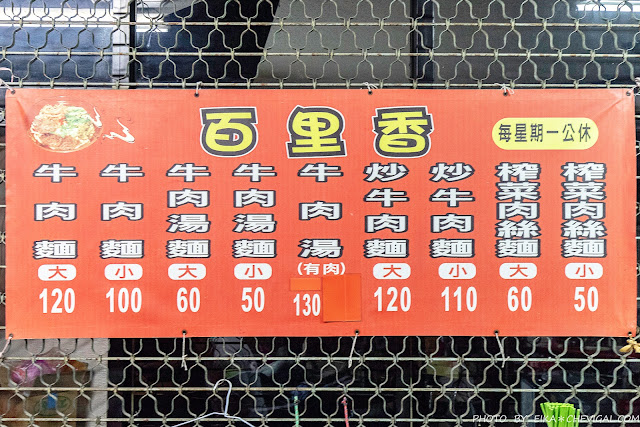 百里香
每星期一公休
牛肉麵 大 120
牛肉麵 小 100
牛肉湯麵 大 60
牛肉湯麵 小 50
牛肉湯 (有肉) 130
炒牛肉麵 大 120
炒牛肉麵 小 110
榨菜肉絲麵 大 60
榨菜肉絲麵 小 50
PHOTO BY EIKA*CHEVIGAL.COM